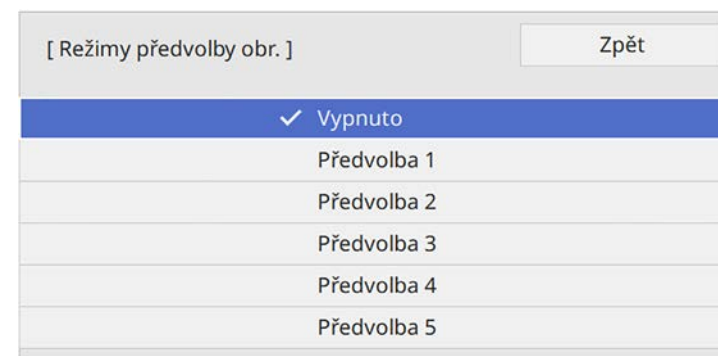 [ Režimy předvolby obr. ]
Zpět
✓ Vypnuto
Předvolba 1
Předvolba 2
Předvolba 3
Předvolba 4
Předvolba 5